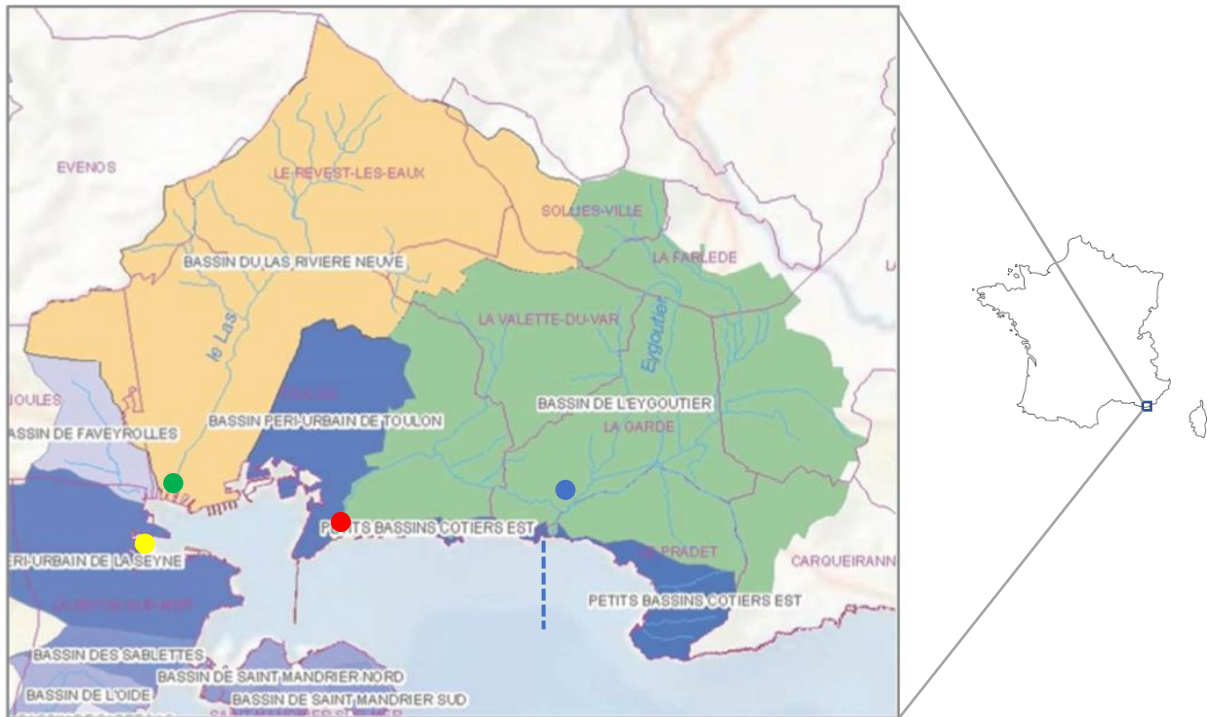 EVENOS
LE REVEST-LES-EAUX
SOLLIES-VILLE
BASSIN DU LAS RIVIERE NEUVE
LA FARLEDE
le Las
LA VALETTE-DU-VAR
Eygoutier
BASSIN DE L'EYGOUTIER
BASSIN PERI-URBAIN DE TOULON
LA GARDE
ASSIN DE FAVEYROLLES
PETITS BASSINS COTIERS EST
LE PRADET
CARQUEIRANN
ERI-URBAIN DE LA SEYNE
PETITS BASSINS COTIERS EST
BASSIN DES SABLETTES
BASSIN DE SAINT MANDRIER NORD
BASSIN DE L'OIDE
BASSIN DE SAINT MANDRIER SUD